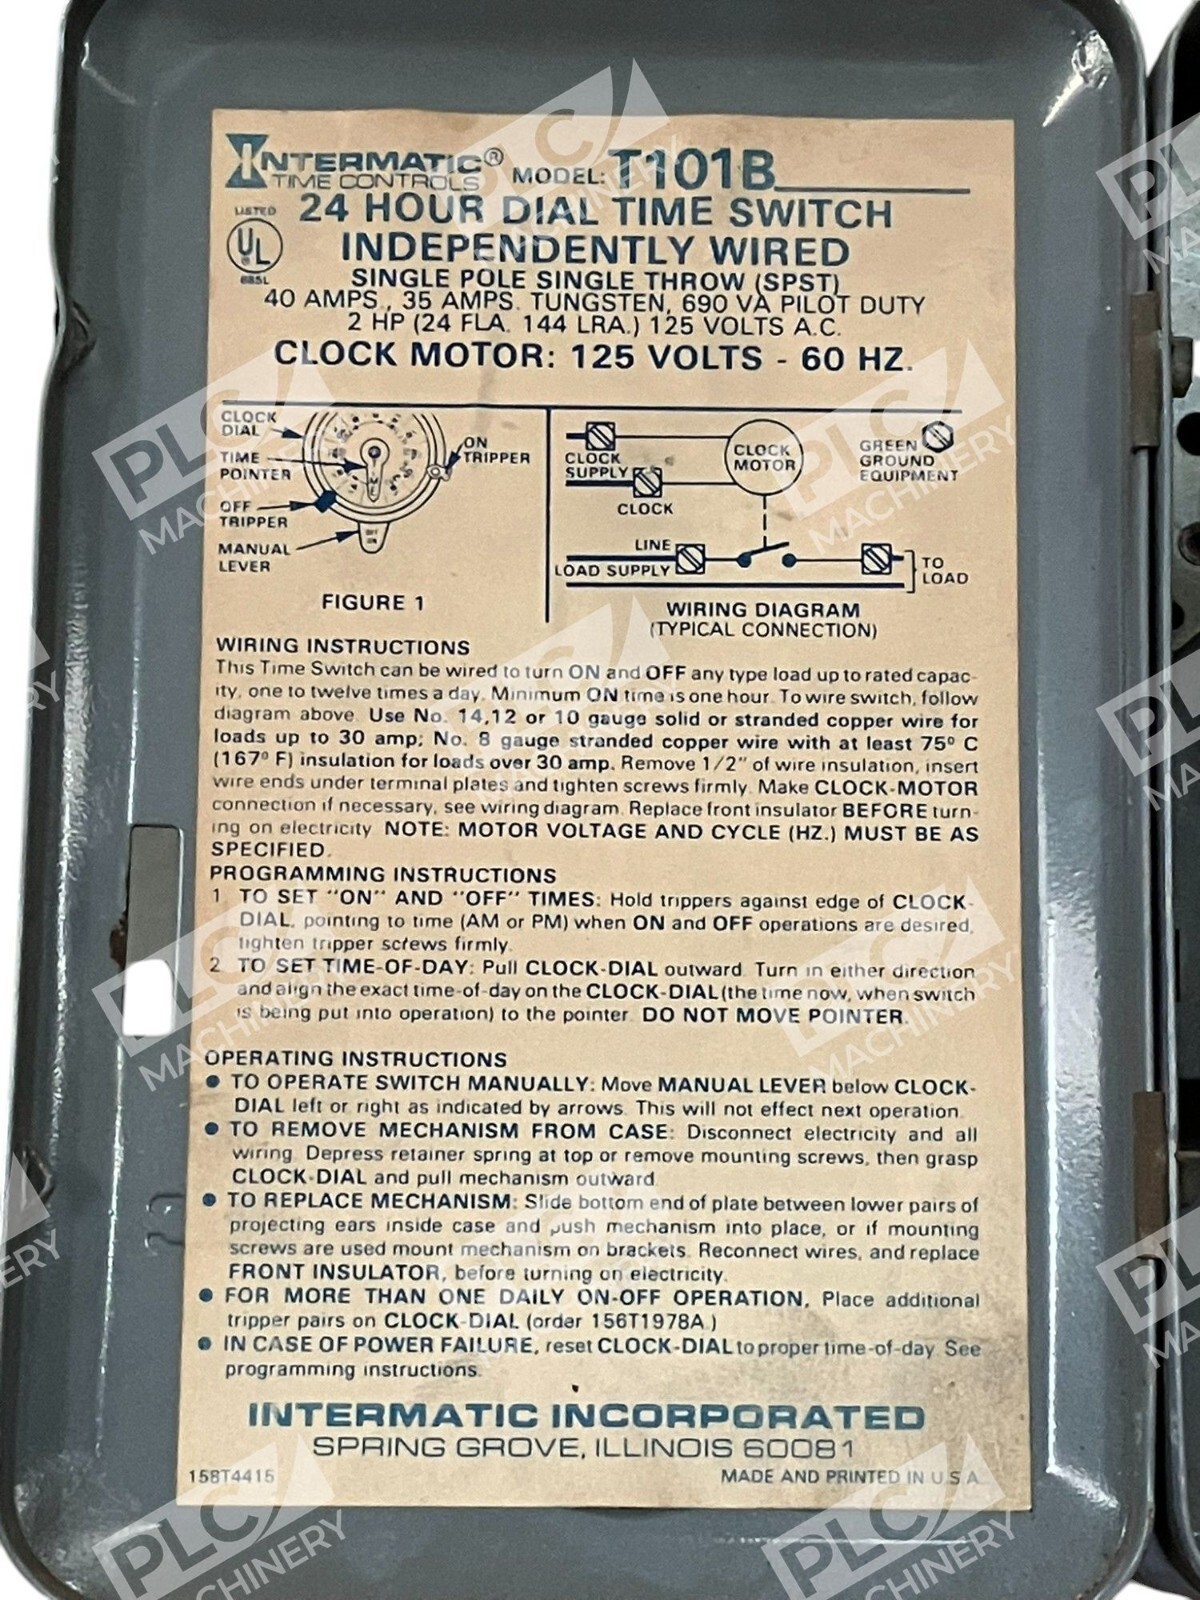 INTERMATIC® MODEL: T101B
TIME CONTROLS
LISTED
24 HOUR DIAL TIME SWITCH
UL
®
885L
INDEPENDENTLY WIRED
SINGLE POLE SINGLE THROW (SPST)
40 AMPS., 35 AMPS. TUNGSTEN, 690 VA PILOT DUTY
2 HP (24 FLA. 144 LRA.) 125 VOLTS A.C.
CLOCK MOTOR: 125 VOLTS - 60 HZ.
CLOCK
DIAL
TIME
POINTER
OFF
TRIPPER
MANUAL
LEVER
ON
TRIPPER
OFF
ON
FIGURE 1
CLOCK
SUPPLY
CLOCK
CLOCK
MOTOR
GREEN
GROUND
EQUIPMENT
LINE
LOAD SUPPLY
TO
LOAD
WIRING DIAGRAM
(TYPICAL CONNECTION)
WIRING INSTRUCTIONS
This Time Switch can be wired to turn ON and OFF any type load up to rated capac-
ity, one to twelve times a day. Minimum ON time is one hour. To wire switch, follow
diagram above. Use No. 14,12 or 10 gauge solid or stranded copper wire for
loads up to 30 amp; No. 8 gauge stranded copper wire with at least 75º C
(167º F) insulation for loads over 30 amp. Remove 1/2" of wire insulation, insert
wire ends under terminal plates and tighten screws firmly. Make CLOCK-MOTOR
connection if necessary, see wiring diagram. Replace front insulator BEFORE turn-
ing on electricity. NOTE: MOTOR VOLTAGE AND CYCLE (HZ.) MUST BE AS
SPECIFIED.
PROGRAMMING INSTRUCTIONS
1. TO SET "ON" AND "OFF" TIMES: Hold trippers against edge of CLOCK-
DIAL, pointing to time (AM or PM) when ON and OFF operations are desired,
tighten tripper screws firmly.
2. TO SET TIME-OF-DAY: Pull CLOCK-DIAL outward. Turn in either direction
and align the exact time-of-day on the CLOCK-DIAL (the time now, when switch
is being put into operation) to the pointer. DO NOT MOVE POINTER.
OPERATING INSTRUCTIONS
● TO OPERATE SWITCH MANUALLY: Move MANUAL LEVER below CLOCK-
DIAL left or right as indicated by arrows. This will not effect next operation.
● TO REMOVE MECHANISM FROM CASE: Disconnect electricity and all
wiring. Depress retainer spring at top or remove mounting screws, then grasp
CLOCK-DIAL and pull mechanism outward.
● TO REPLACE MECHANISM: Slide bottom end of plate between lower pairs of
projecting ears inside case and push mechanism into place, or if mounting
screws are used mount mechanism on brackets. Reconnect wires, and replace
FRONT INSULATOR, before turning on electricity.
● FOR MORE THAN ONE DAILY ON-OFF OPERATION, Place additional
tripper pairs on CLOCK-DIAL (order 156T1978A.)
● IN CASE OF POWER FAILURE, reset CLOCK-DIAL to proper time-of-day. See
programming instructions.
INTERMATIC INCORPORATED
SPRING GROVE, ILLINOIS 60081
158T4415 MADE AND PRINTED IN U.S.A.
PLC
MACHINERY